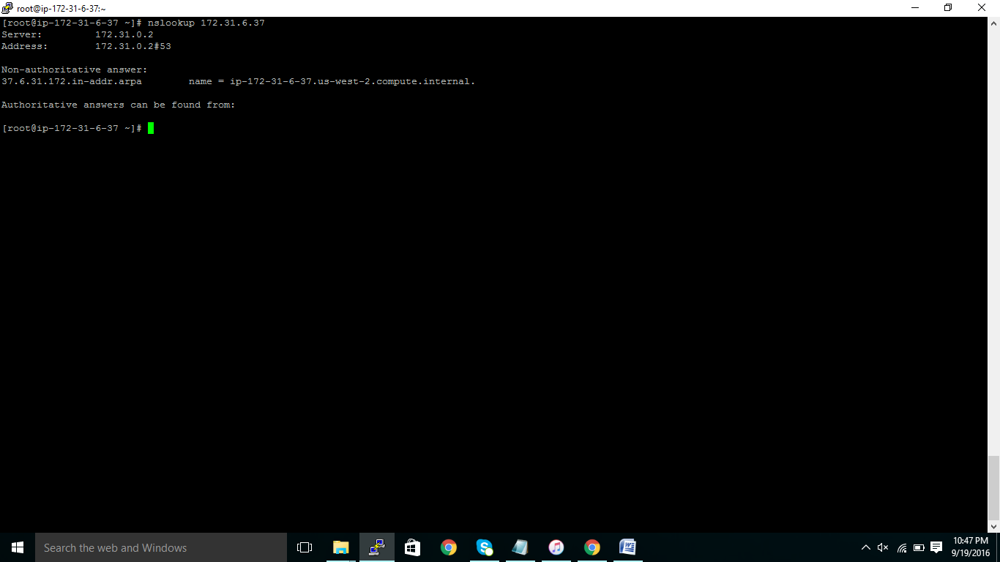 root@ip-172-31-6-37:~
[root@ip-172-31-6-37 ~]# nslookup 172.31.6.37
Server:         172.31.0.2
Address:        172.31.0.2#53
Non-authoritative answer:
37.6.31.172.in-addr.arpa        name = ip-172-31-6-37.us-west-2.compute.internal.
Authoritative answers can be found from:
[root@ip-172-31-6-37 ~]#
Search the web and Windows
10:47 PM
9/19/2016